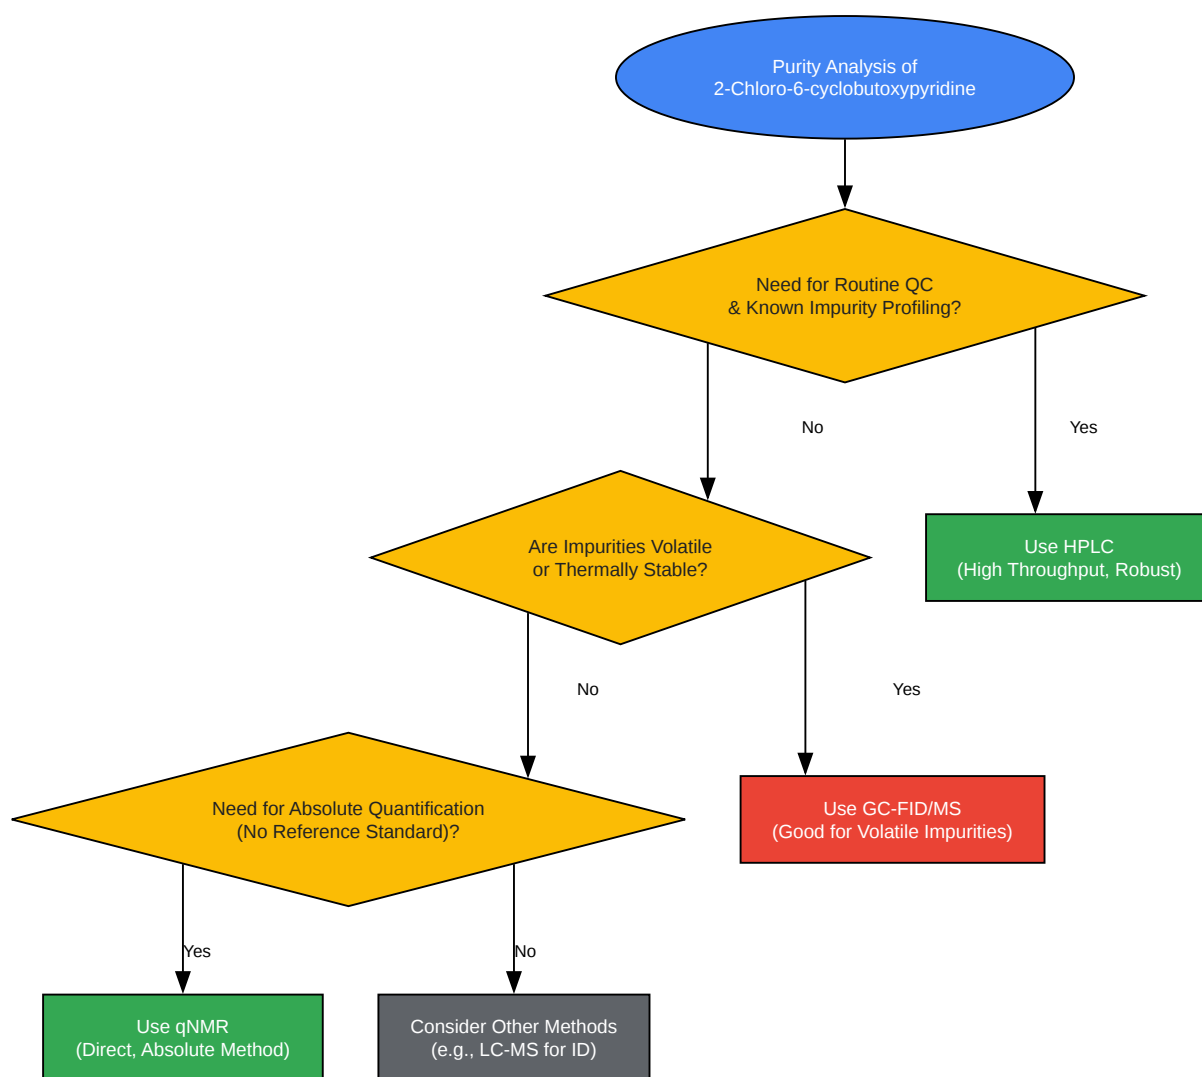 Purity Analysis of
2-Chloro-6-cyclobutoxypyridine
Need for Routine QC
& Known Impurity Profiling?
No
Yes
Are Impurities Volatile
or Thermally Stable?
Use HPLC
(High Throughput, Robust)
No
Yes
Need for Absolute Quantification
(No Reference Standard)?
Use GC-FID/MS
(Good for Volatile Impurities)
Yes
No
Use qNMR
(Direct, Absolute Method)
Consider Other Methods
(e.g., LC-MS for ID)